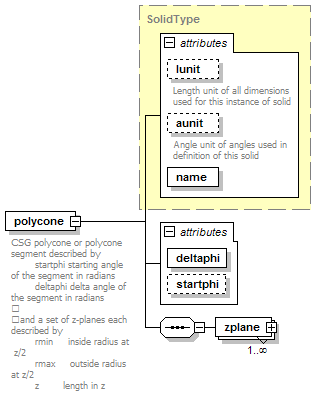 SolidType
attributes
lunit
Length unit of all dimensions
used for this instance of solid
aunit
Angle unit of angles used in
definition of this solid
name
polycone
CSG polycone or polycone
segment described by
startphi starting angle
of the segment in radians
deltaphi delta angle of
the segment in radians
and a set of z-planes each
described by
rmin inside radius at
z/2
rmax outside radius
at z/2
z length in z
attributes
deltaphi
startphi
zplane
1..∞